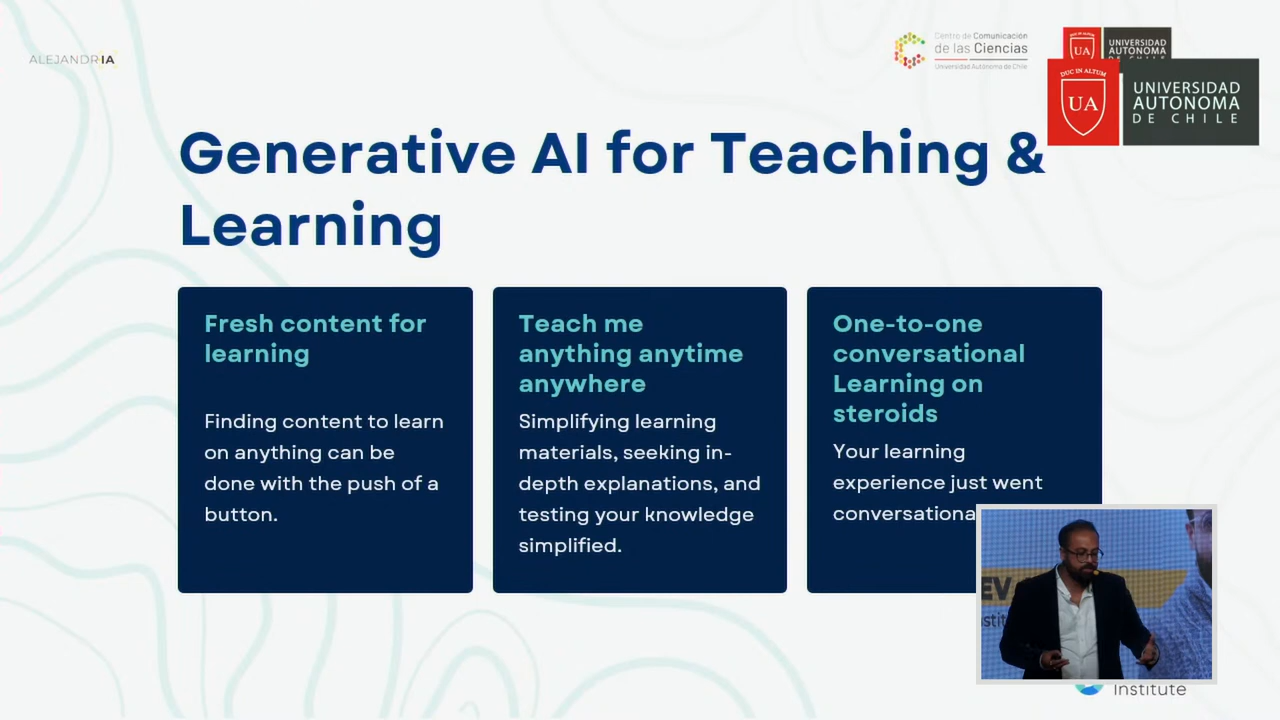 ALEJANDRIA
Centro de Comunicación
de las Ciencias
Universidad Autónoma de Chile
UA
UNIVERSIDAD
AUTONOMA
DUC IN ALTUM
UA
UNIVERSIDAD
AUTONOMA
DE CHILE
Generative AI for Teaching &
Learning
Fresh content for
learning
Finding content to learn
on anything can be
done with the push of a
button.
Teach me
anything anytime
anywhere
Simplifying learning
materials, seeking in-
depth explanations, and
testing your knowledge
simplified.
One-to-one
conversational
Learning on
steroids
Your learning
experience just went
EV
Institute